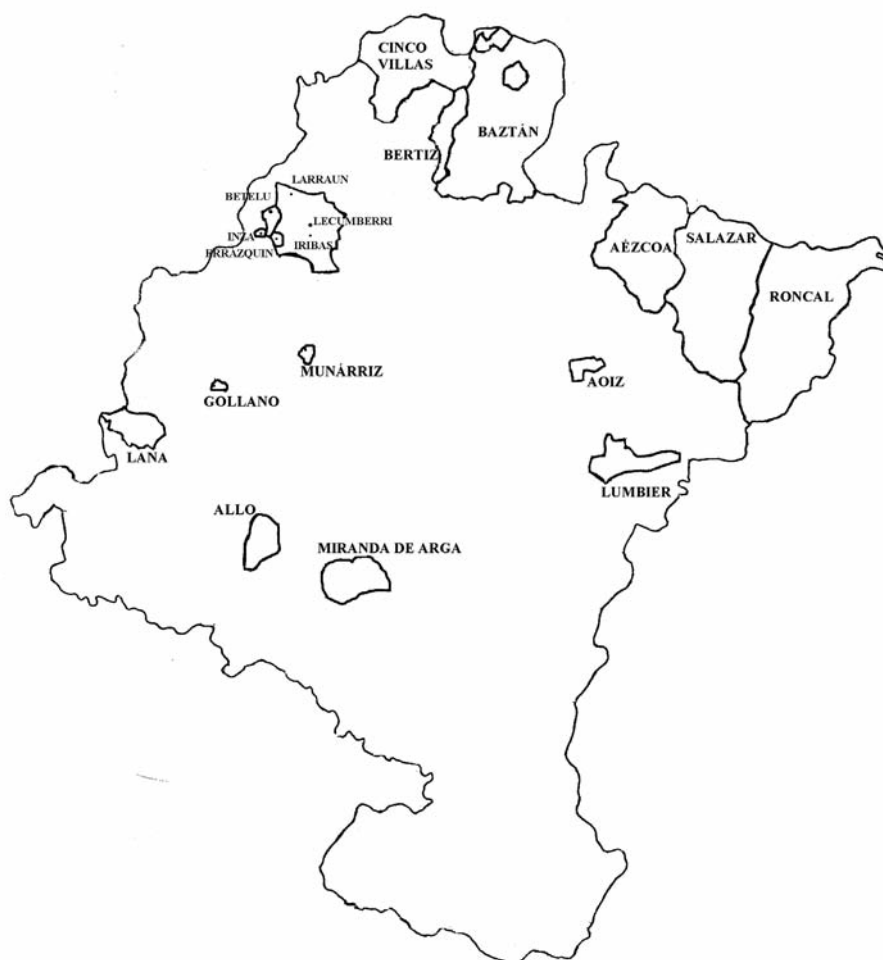 CINCO
VILLAS
BAZTÁN
BERTIZ
LARRAUN
BETELU
LECUMBERRI
INZA
IRIBAS
ERRAZQUIN
AÉZCOA
SALAZAR
RONCAL
MUNÁRRIZ
AOIZ
GOLLANO
LANA
LUMBIER
ALLO
MIRANDA DE ARGA